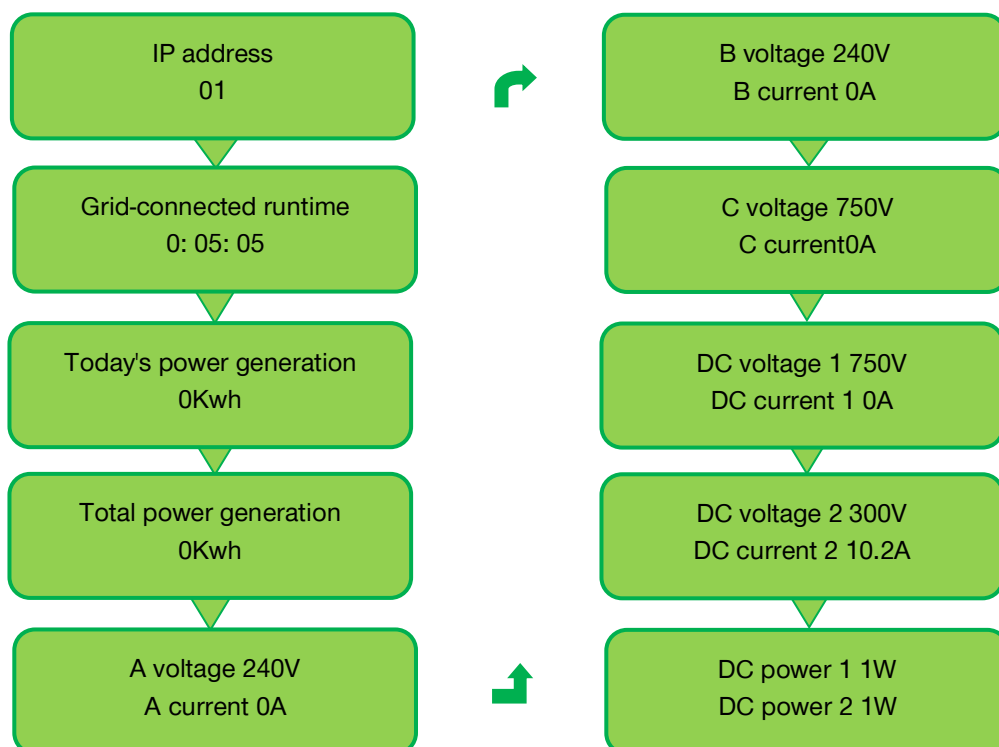 IP address
01
Grid-connected runtime
0: 05: 05
Today's power generation
0Kwh
Total power generation
0Kwh
A voltage 240V
A current 0A
B voltage 240V
B current 0A
C voltage 750V
C current0A
DC voltage 1 750V
DC current 1 0A
DC voltage 2 300V
DC current 2 10.2A
DC power 1 1W
DC power 2 1W